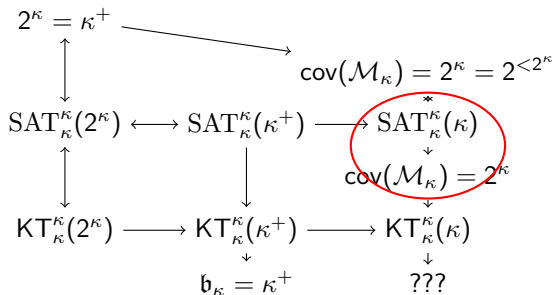 2^κ = κ^+
cov(ℳ_κ) = 2^κ = 2^{<2^κ}
SAT^κ_κ(2^κ) SAT^κ_κ(κ^+) SAT^κ_κ(κ)
cov(ℳ_κ) = 2^κ
KT^κ_κ(2^κ) KT^κ_κ(κ^+) KT^κ_κ(κ)
𝔟_κ = κ^+ ???